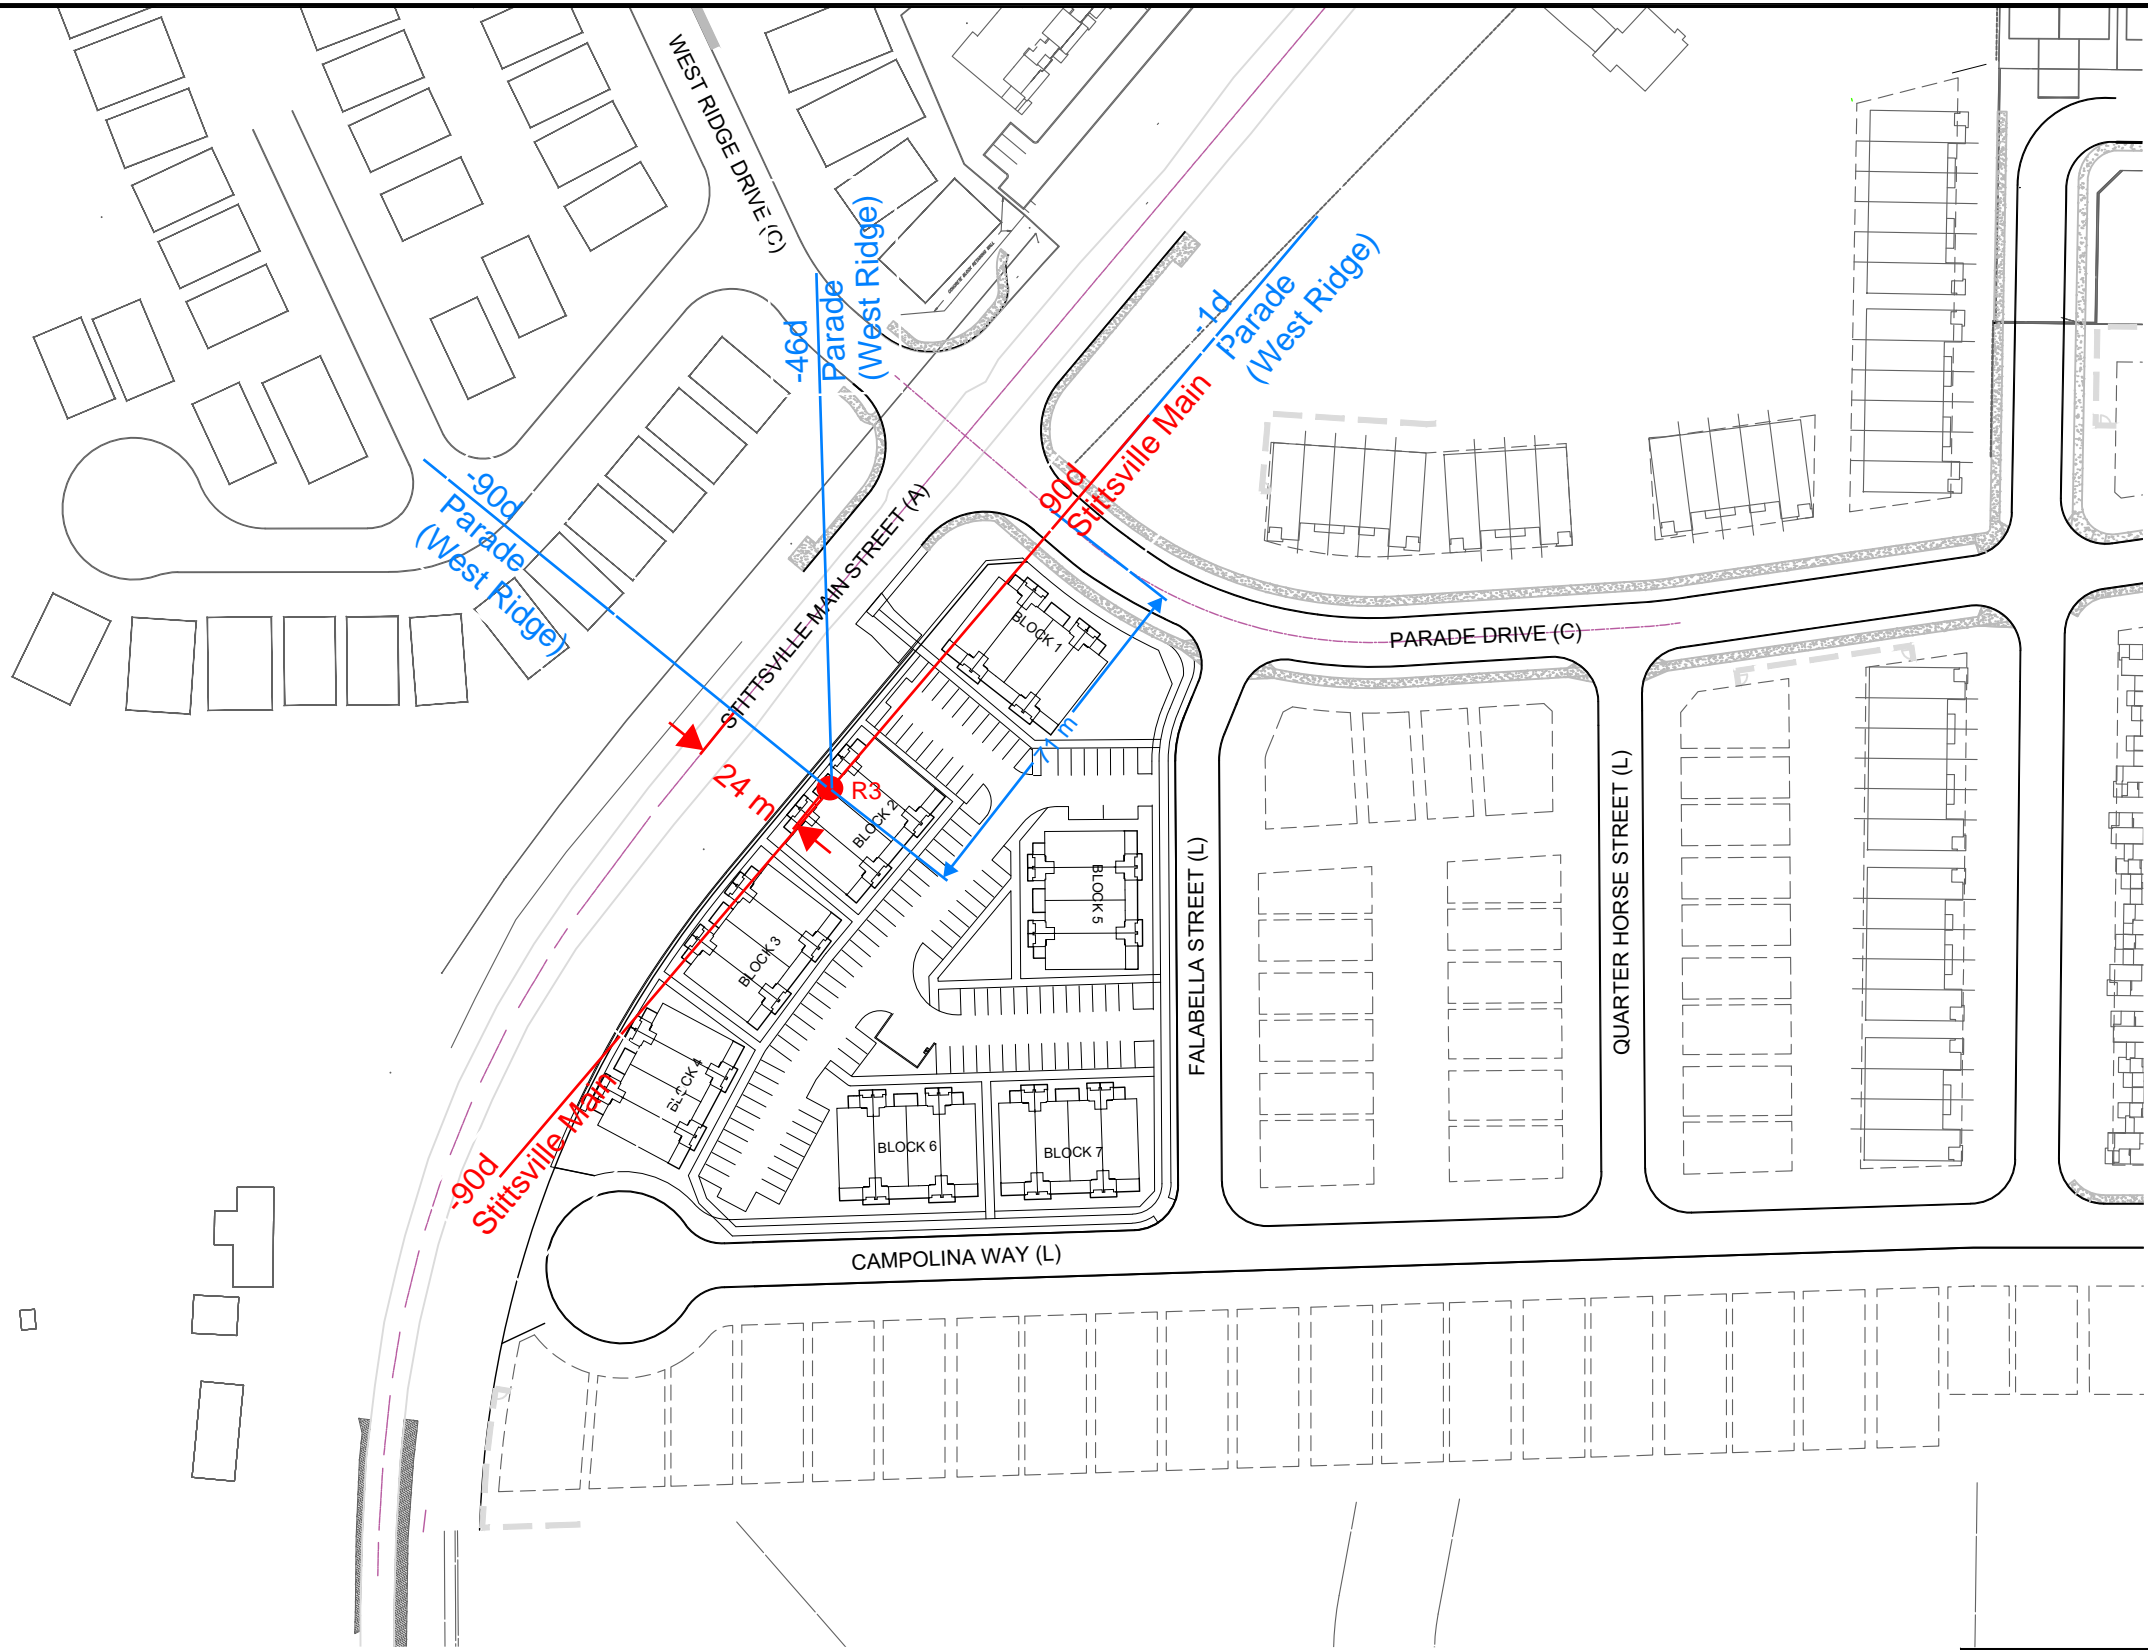 WEST RIDGE DRIVE (C)
-46d
Parade
(West Ridge)
-1d
Parade
(West Ridge)
-90d
Parade
(West Ridge)
90d
Stittsville Main
STITTSVILLE MAIN STREET (A)
PARADE DRIVE (C)
BLOCK 1
71 m
24 m
R3
BLOCK 2
BLOCK 3
BLOCK 4
BLOCK 5
BLOCK 6
BLOCK 7
-90d
Stittsville Main
FALABELLA STREET (L)
QUARTER HORSE STREET (L)
CAMPOLINA WAY (L)